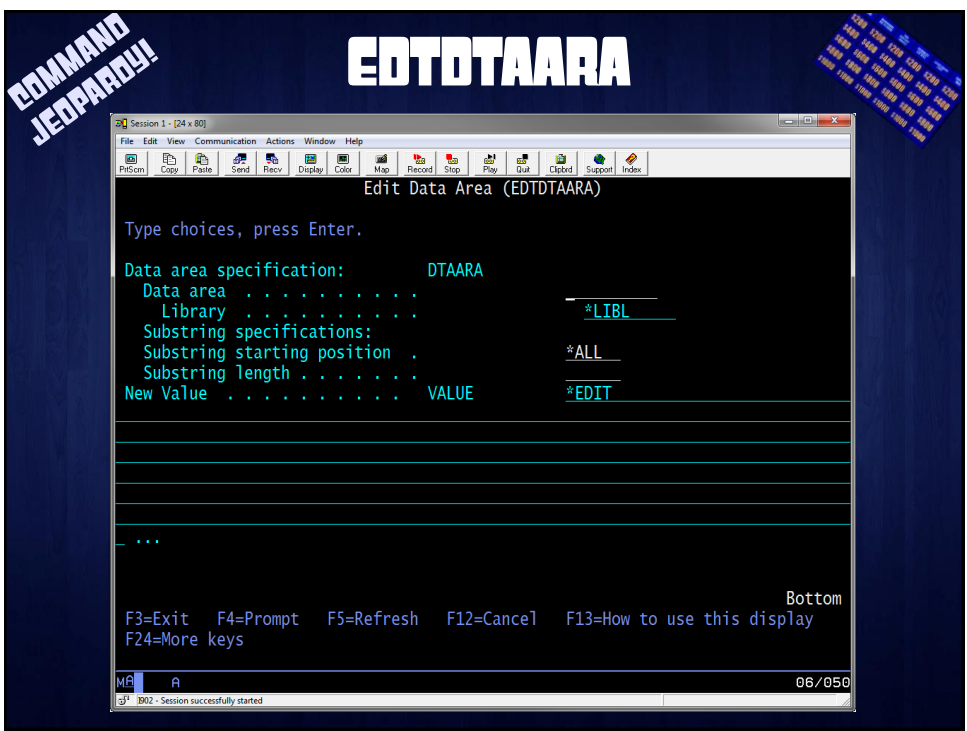 COMMAND
JEOPARDY!
EDTDTAARA
Session 1 - [24 x 80]
File Edit View Communication Actions Window Help
PrtScrn Copy Paste Send Recv Display Color Map Record Stop Play Quit Clipbrd Support Index
Edit Data Area (EDTDTAARA)
Type choices, press Enter.
Data area specification: DTAARA
Data area . . . . . . . . . .
Library . . . . . . . . . . *LIBL
Substring specifications:
Substring starting position . *ALL
Substring length . . . . . . .
New Value . . . . . . . . . . VALUE *EDIT
...
Bottom
F3=Exit F4=Prompt F5=Refresh F12=Cancel F13=How to use this display
F24=More keys
MA A 06/050
I902 - Session successfully started